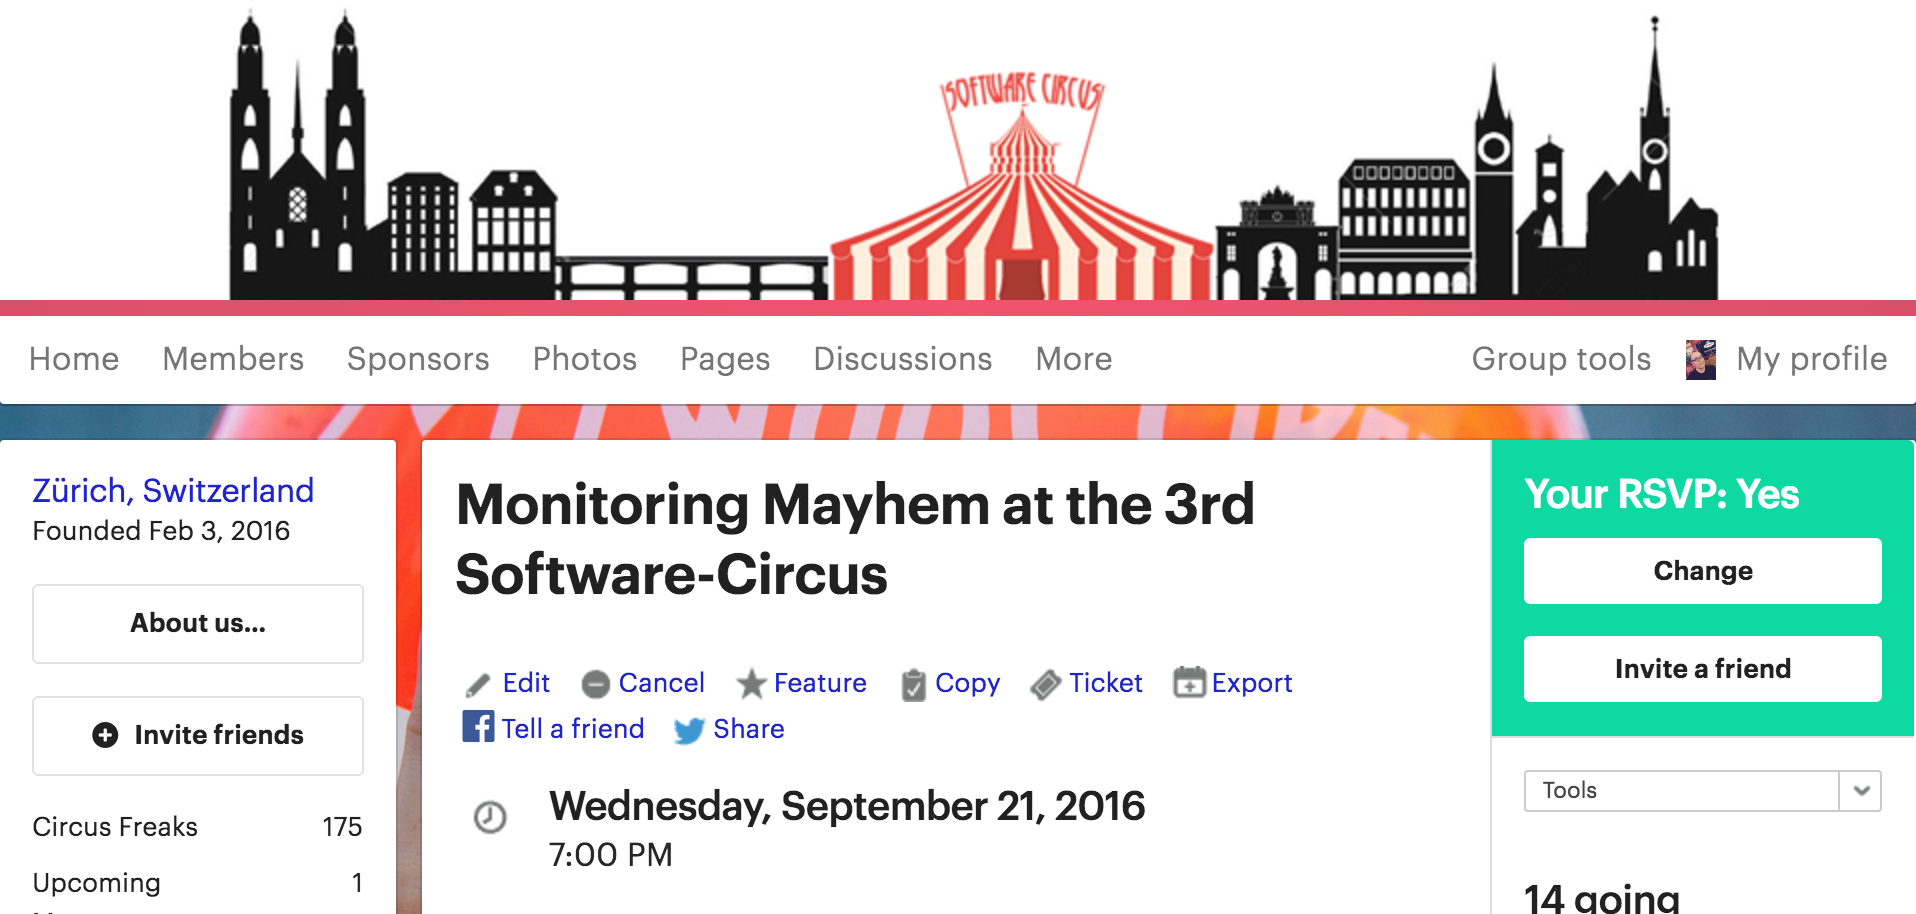 SOFTWARE CIRCUS
Home Members Sponsors Photos Pages Discussions More Group tools My profile
Zürich, Switzerland
Founded Feb 3, 2016
About us...
Invite friends
Circus Freaks 175
Upcoming 1
Monitoring Mayhem at the 3rd
Software-Circus
Edit Cancel Feature Copy Ticket Export
Tell a friend Share
Wednesday, September 21, 2016
7:00 PM
Your RSVP: Yes
Change
Invite a friend
Tools
14 going